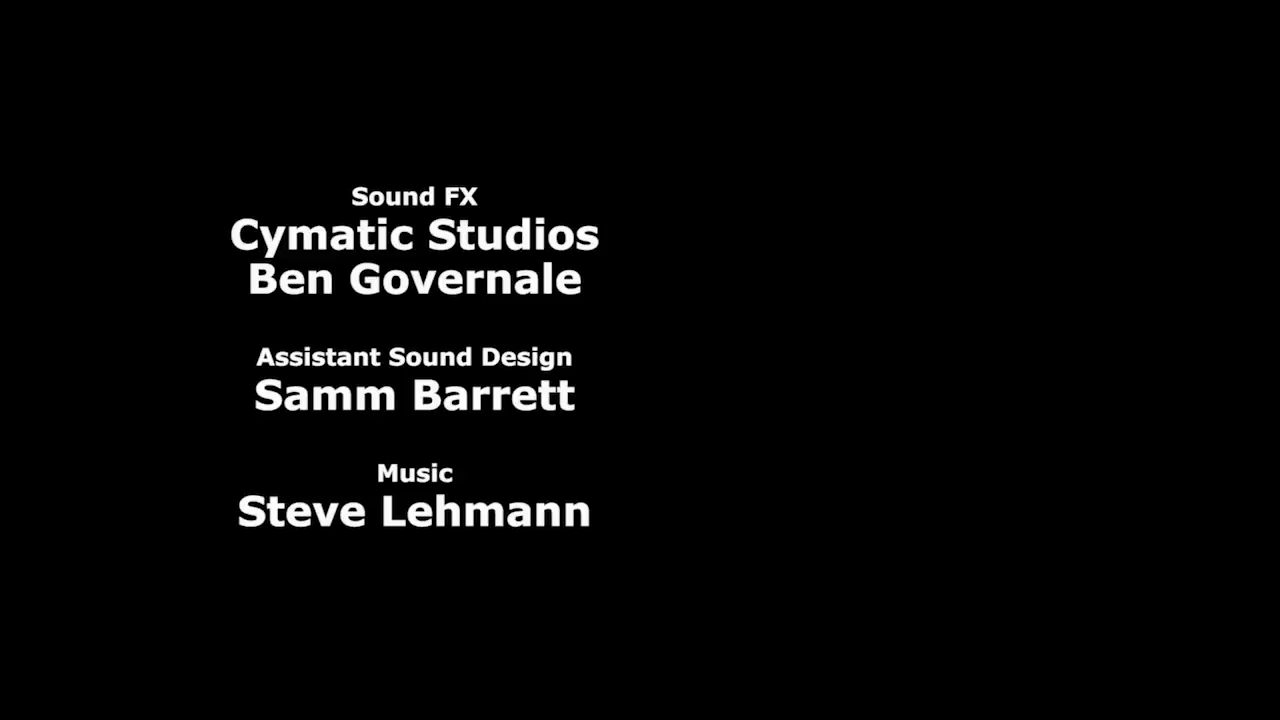 Sound FX
Cymatic Studios
Ben Governale
Assistant Sound Design
Samm Barrett
Music
Steve Lehmann